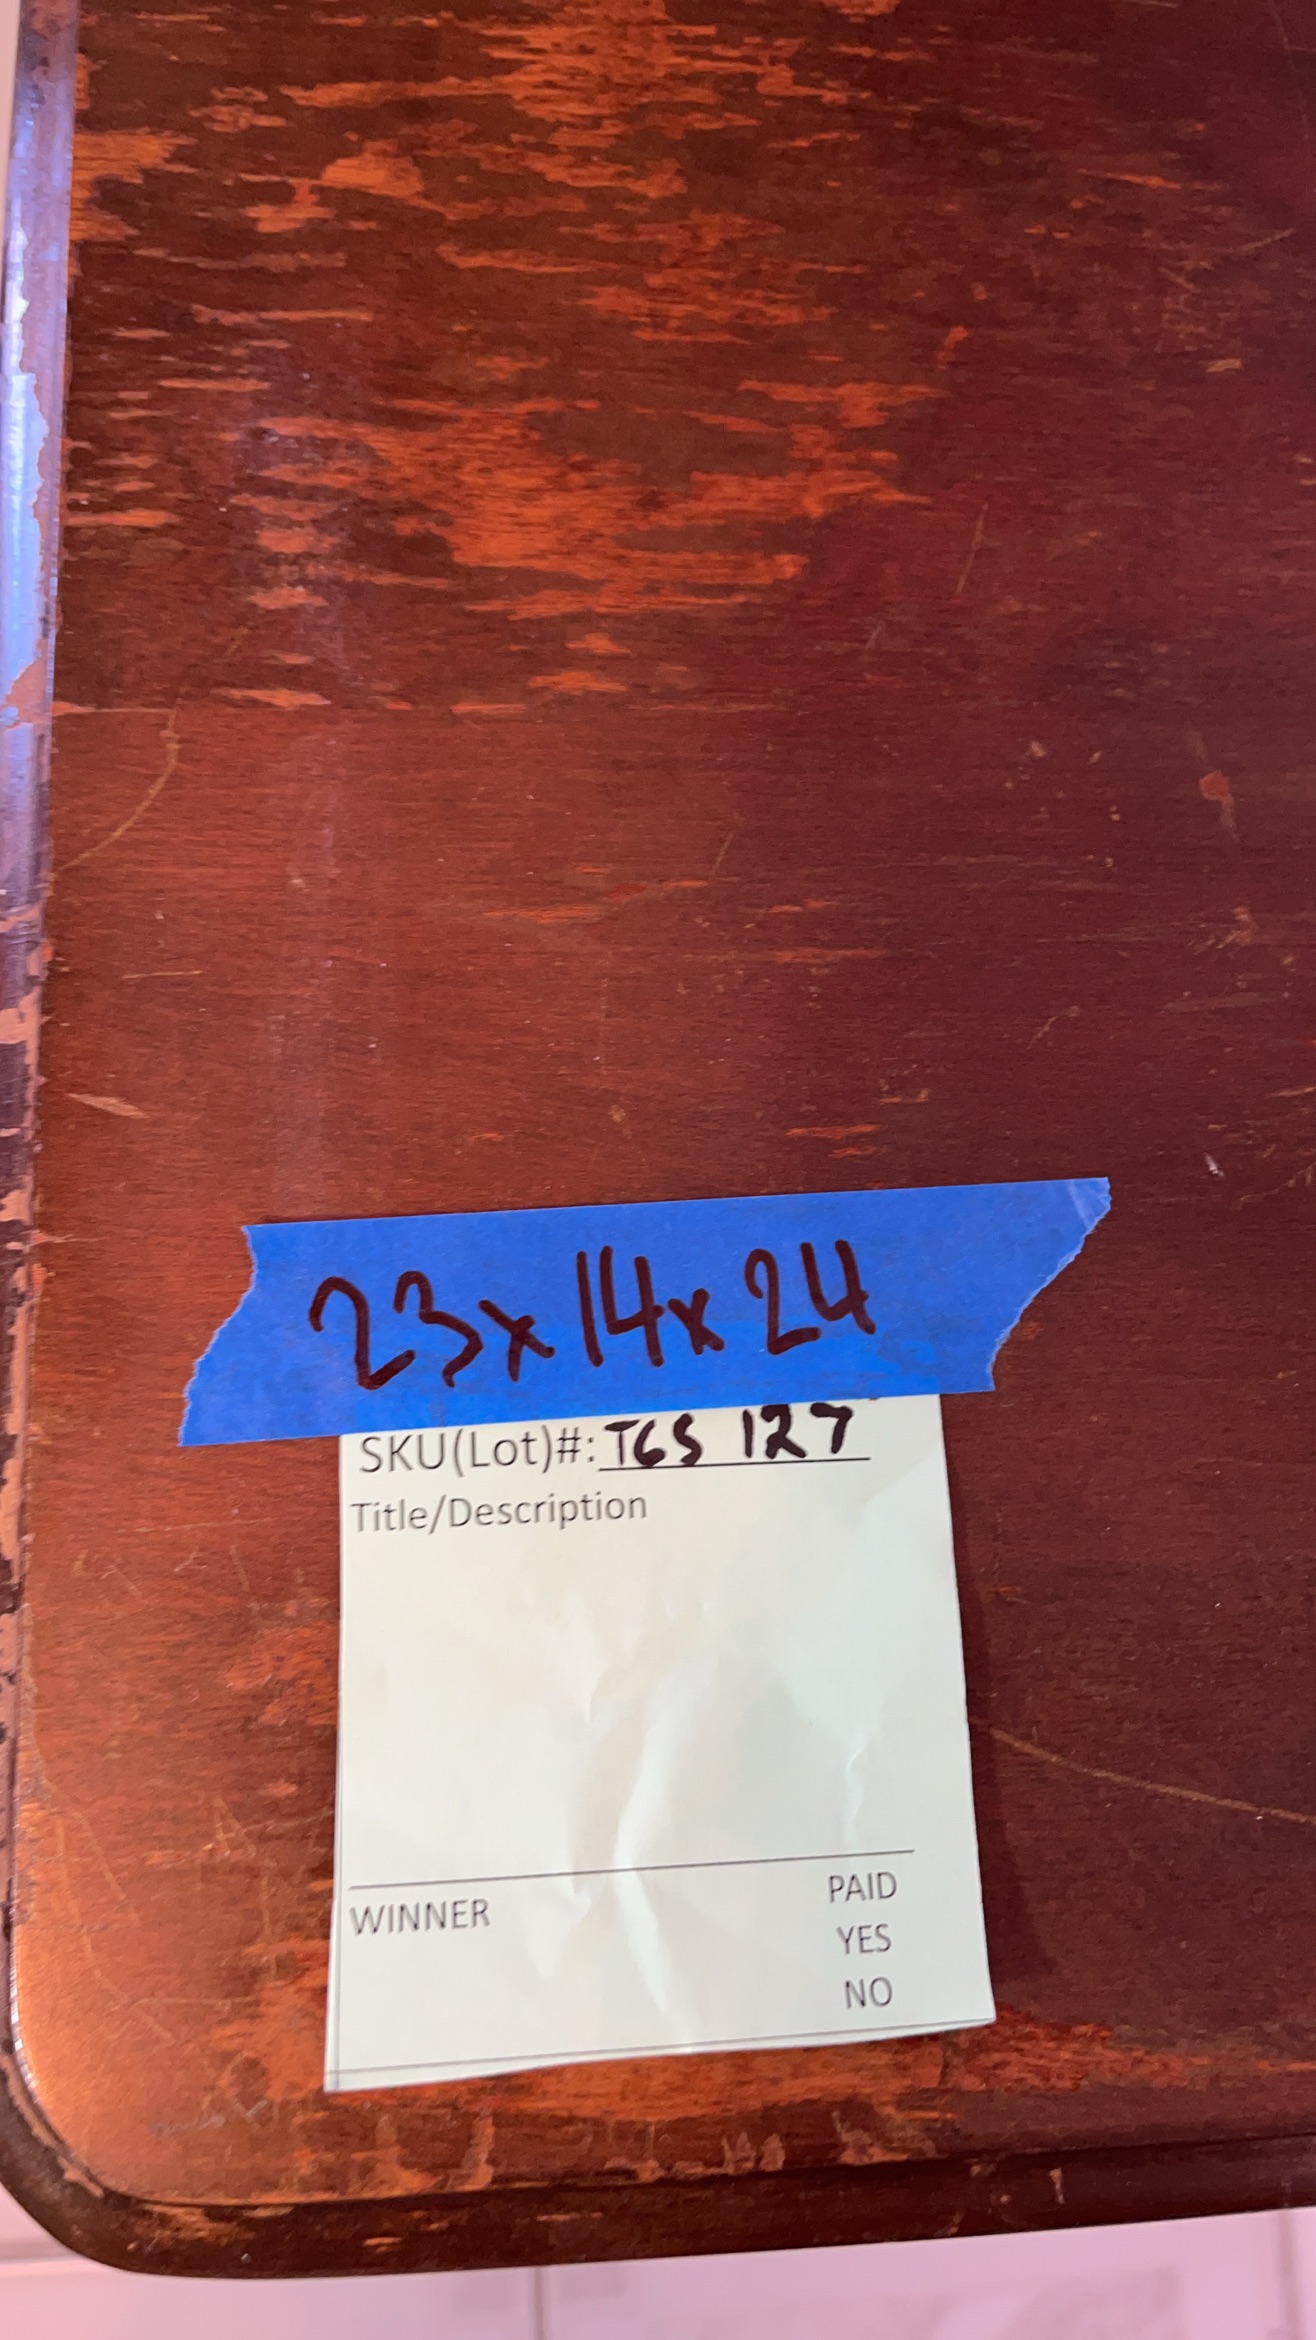 23x14x24
SKU(Lot)#: TGS 127
Title/Description
WINNER
PAID
YES
NO